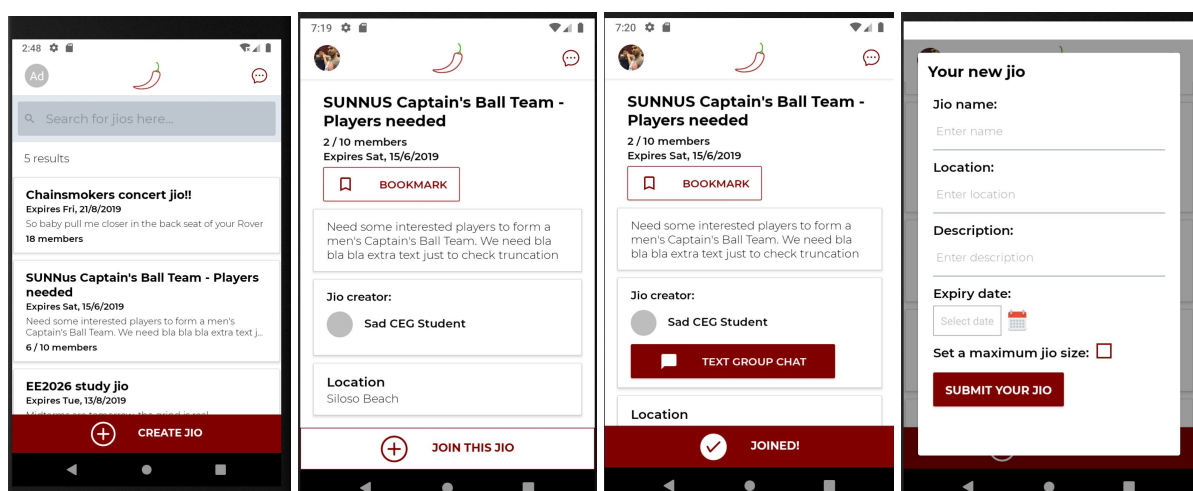 2:48
Ad
Search for jios here...
5 results
Chainsmokers concert jio!!
Expires Fri, 21/8/2019
So baby pull me closer in the back seat of your Rover
18 members
SUNNus Captain's Ball Team - Players
needed
Expires Sat, 15/6/2019
Need some interested players to form a men's
Captain's Ball Team. We need bla bla bla extra text j...
6 / 10 members
EE2026 study jio
Expires Tue, 13/8/2019
Midterms are tomorrow, the grind is real
CREATE JIO
7:19
SUNNUS Captain's Ball Team -
Players needed
2 / 10 members
Expires Sat, 15/6/2019
BOOKMARK
Need some interested players to form a
men's Captain's Ball Team. We need bla
bla bla extra text just to check truncation
Jio creator:
Sad CEG Student
Location
Siloso Beach
JOIN THIS JIO
7:20
SUNNUS Captain's Ball Team -
Players needed
2 / 10 members
Expires Sat, 15/6/2019
BOOKMARK
Need some interested players to form a
men's Captain's Ball Team. We need bla
bla bla extra text just to check truncation
Jio creator:
Sad CEG Student
TEXT GROUP CHAT
Location
JOINED!
Your new jio
Jio name:
Enter name
Location:
Enter location
Description:
Enter description
Expiry date:
Select date
Set a maximum jio size:
SUBMIT YOUR JIO